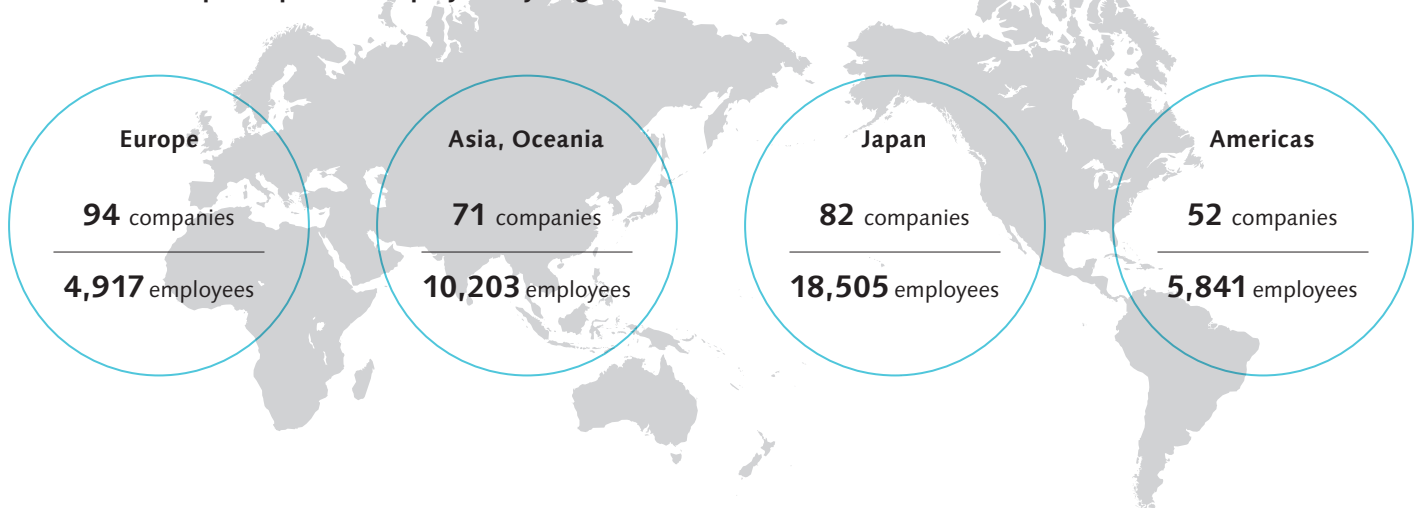 Europe
94 companies
4,917 employees
Asia, Oceania
71 companies
10,203 employees
Japan
82 companies
18,505 employees
Americas
52 companies
5,841 employees